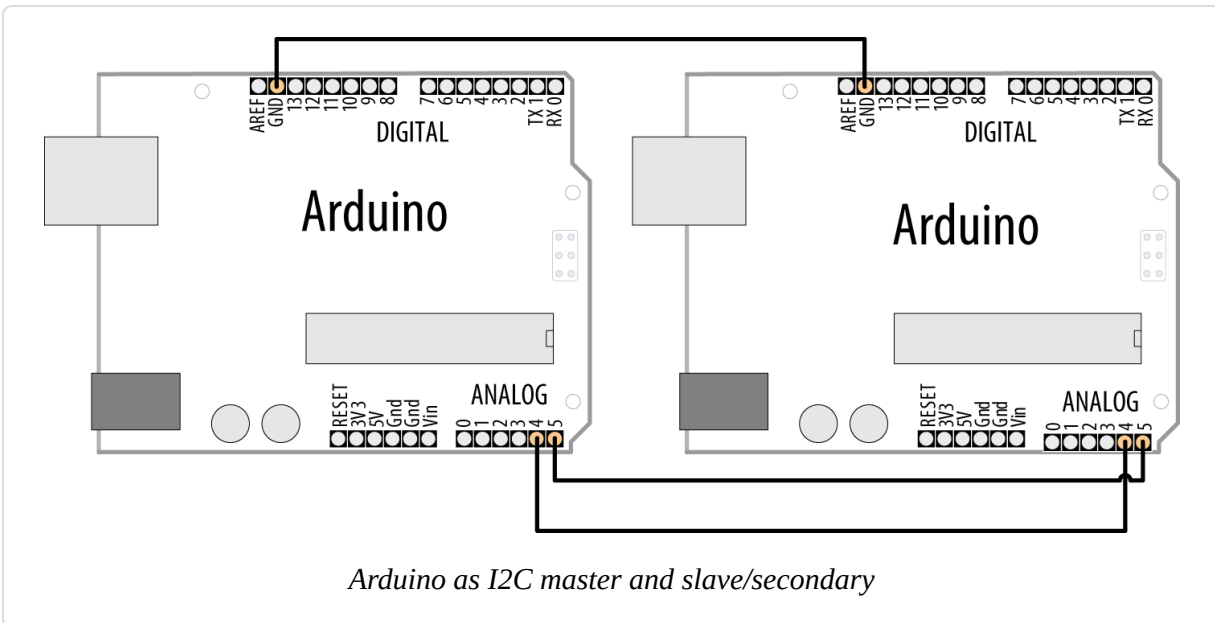 AREF GND 13 12 11 10 9 8 7 6 5 4 3 2 TX 1 RX 0
DIGITAL
Arduino
ANALOG
RESET 3V3 5V Gnd Gnd Vin 0 1 2 3 4 5
AREF GND 13 12 11 10 9 8 7 6 5 4 3 2 TX 1 RX 0
DIGITAL
Arduino
ANALOG
RESET 3V3 5V Gnd Gnd Vin 0 1 2 3 4 5
Arduino as I2C master and slave/secondary